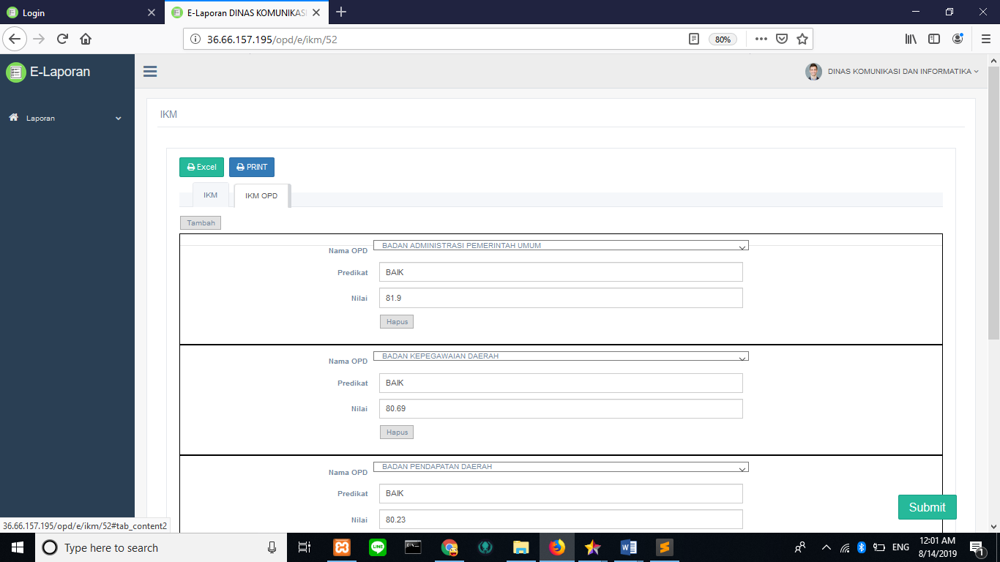 Login
E-Laporan DINAS KOMUNIKASI
36.66.157.195/opd/e/ikm/52
80%
E-Laporan
DINAS KOMUNIKASI DAN INFORMATIKA
Laporan
IKM
Excel
PRINT
IKM
IKM OPD
Tambah
Nama OPD
BADAN ADMINISTRASI PEMERINTAH UMUM
Predikat
BAIK
Nilai
81.9
Hapus
Nama OPD
BADAN KEPEGAWAIAN DAERAH
Predikat
BAIK
Nilai
80.69
Hapus
Nama OPD
BADAN PENDAPATAN DAERAH
Predikat
BAIK
Nilai
80.23
Submit
36.66.157.195/opd/e/ikm/52#tab_content2
Type here to search
LINE
ENG
12:01 AM
8/14/2019
1